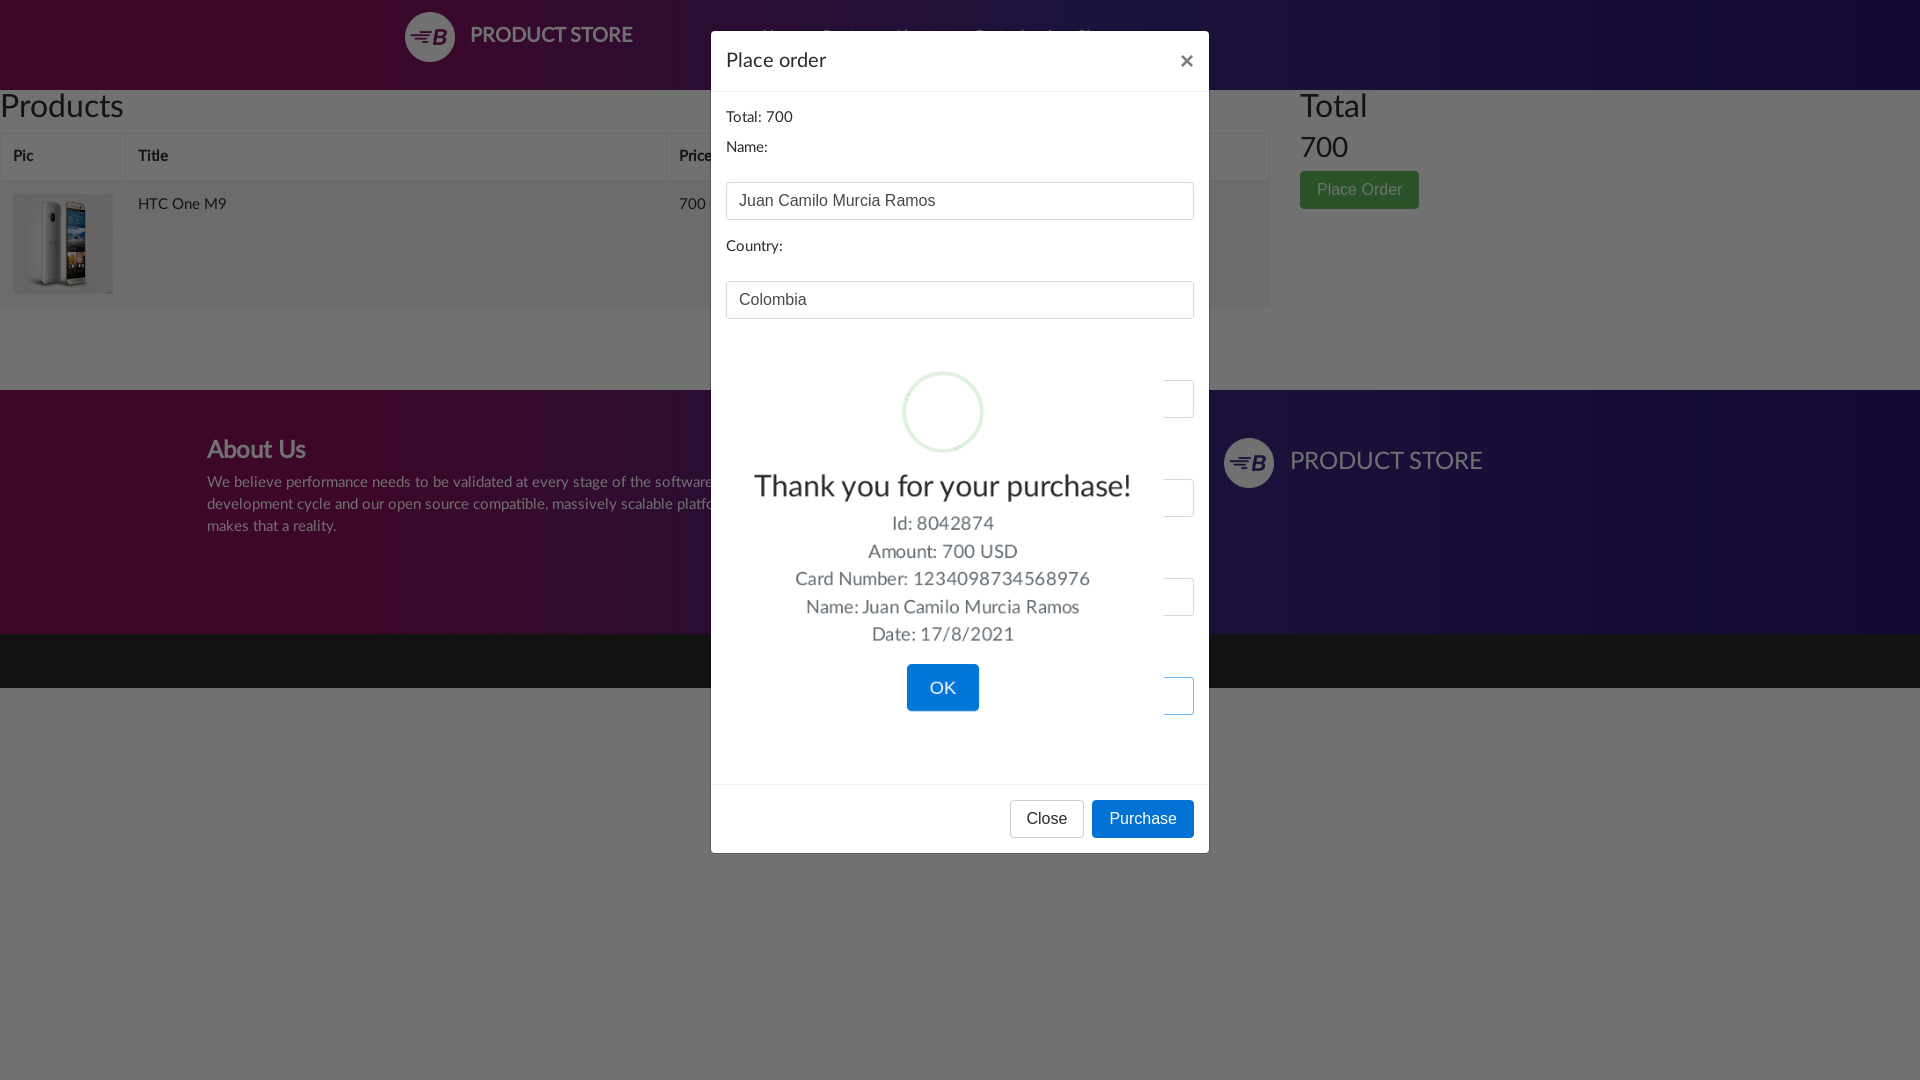 B PRODUCT STORE
Place order ×
Total: 700
Name:
Juan Camilo Murcia Ramos
Country:
Colombia
Thank you for your purchase!
Id: 8042874
Amount: 700 USD
Card Number: 1234098734568976
Name: Juan Camilo Murcia Ramos
Date: 17/8/2021
OK
Close Purchase
Products
Pic Title Price
HTC One M9 700
Total
700
Place Order
About Us
We believe performance needs to be validated at every stage of the software
development cycle and our open source compatible, massively scalable
makes that a reality.
B PRODUCT STORE